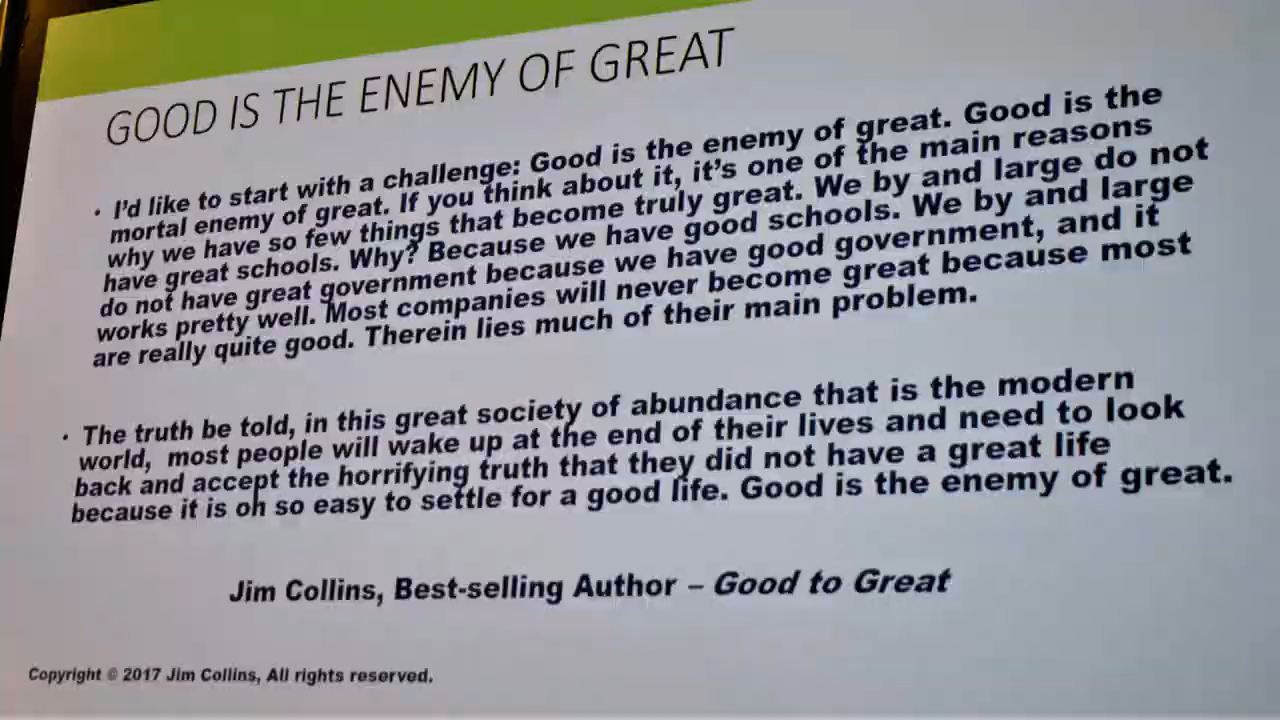 GOOD IS THE ENEMY OF GREAT
• I'd like to start with a challenge: Good is the enemy of great. Good is the
mortal enemy of great. If you think about it, it's one of the main reasons
why we have so few things that become truly great. We by and large do not
have great schools. Why? Because we have good schools. We by and large
do not have great government because we have good government, and it
works pretty well. Most companies will never become great because most
are really quite good. Therein lies much of their main problem.
• The truth be told, in this great society of abundance that is the modern
world, most people will wake up at the end of their lives and need to look
back and accept the horrifying truth that they did not have a great life
because it is oh so easy to settle for a good life. Good is the enemy of great.
Jim Collins, Best-selling Author – Good to Great
Copyright © 2017 Jim Collins, All rights reserved.